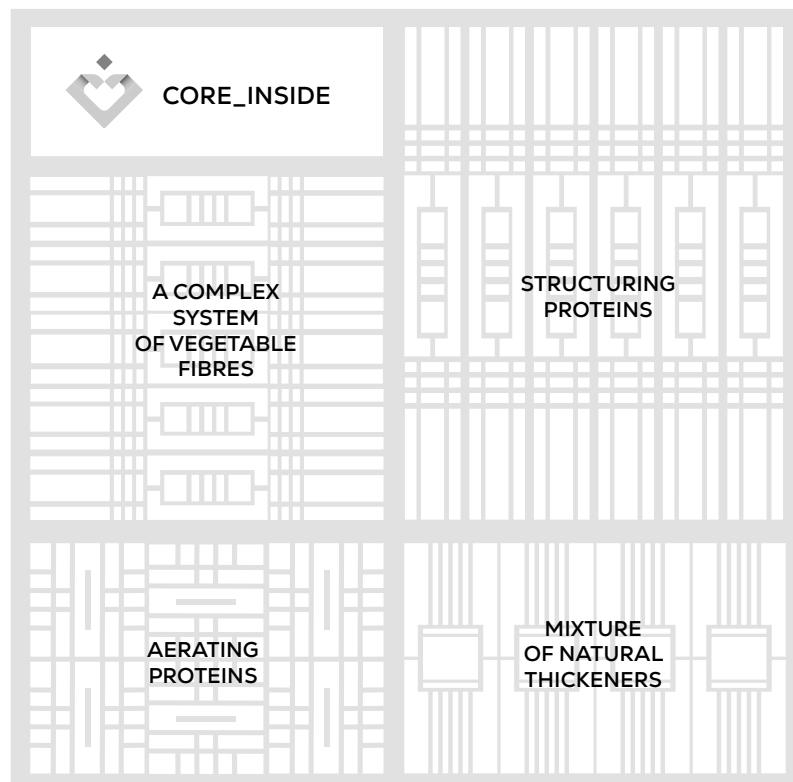 CORE_INSIDE
A COMPLEX
SYSTEM
OF VEGETABLE
FIBRES
STRUCTURING
PROTEINS
AERATING
PROTEINS
MIXTURE
OF NATURAL
THICKENERS